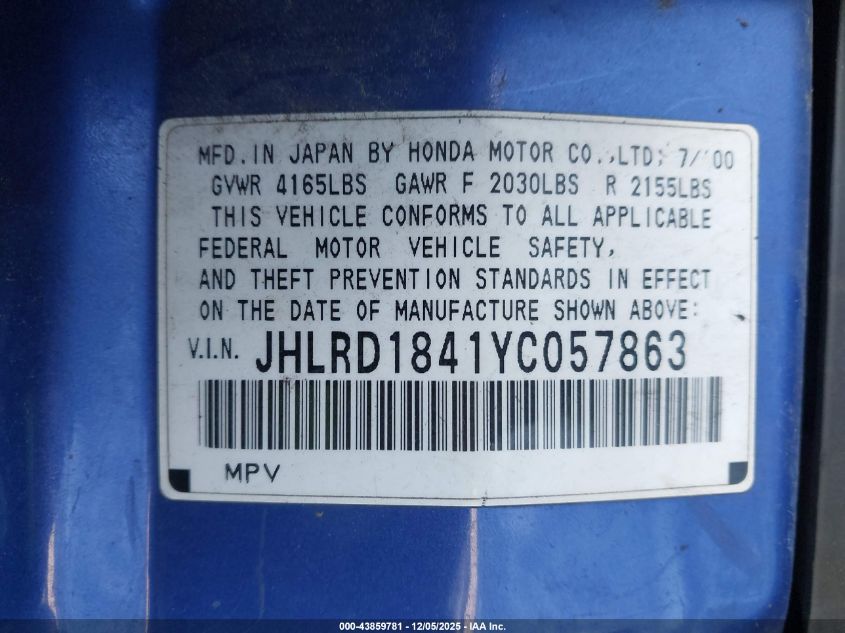 MFD. IN JAPAN BY HONDA MOTOR CO.,LTD; 7/'00
GVWR 4165LBS GAWR F 2030LBS R 2155LBS
THIS VEHICLE CONFORMS TO ALL APPLICABLE
FEDERAL MOTOR VEHICLE SAFETY,
AND THEFT PREVENTION STANDARDS IN EFFECT
ON THE DATE OF MANUFACTURE SHOWN ABOVE:
V.I.N. JHLRD1841YC057863
MPV
000-43859781 - 12/05/2025 - IAA Inc.